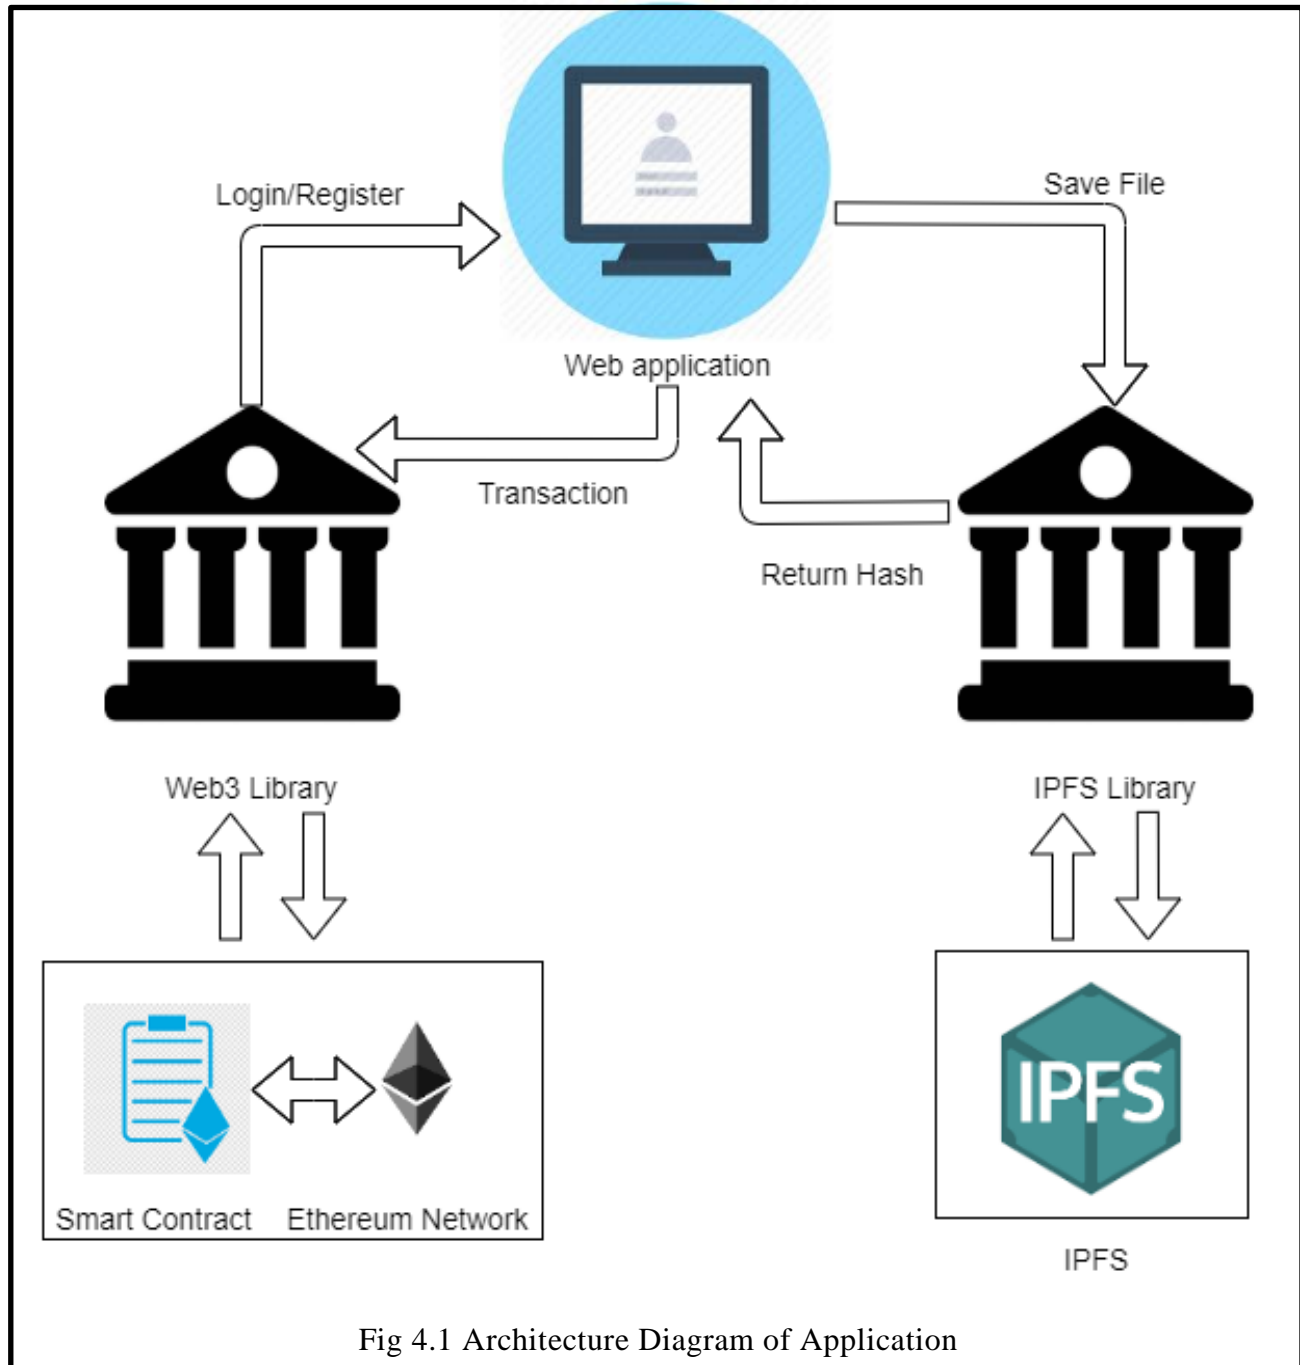 Login/Register
Save File
Web application
Transaction
Return Hash
Web3 Library
IPFS Library
IPFS
Smart Contract
Ethereum Network
IPFS
Fig 4.1 Architecture Diagram of Application